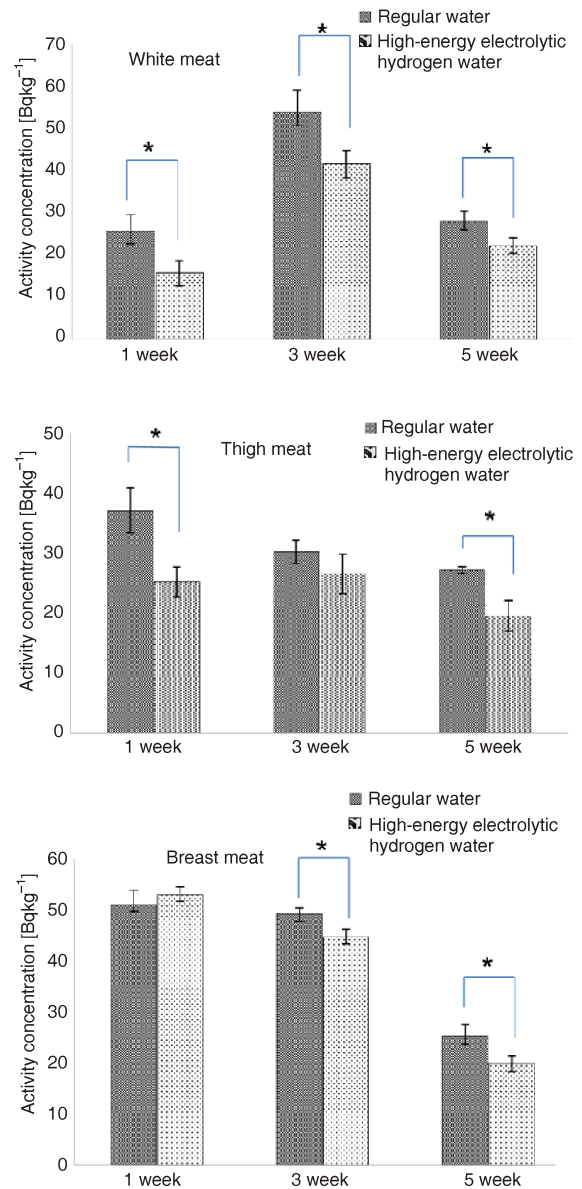 Regular water
High-energy electrolytic
hydrogen water
White meat
Activity concentration [Bqkg⁻¹]
70
60
50
40
30
20
10
0
*
*
*
1 week
3 week
5 week
Regular water
High-energy electrolytic
hydrogen water
Thigh meat
Activity concentration [Bqkg⁻¹]
50
40
30
20
10
0
*
*
1 week
3 week
5 week
Regular water
High-energy electrolytic
hydrogen water
Breast meat
Activity concentration [Bqkg⁻¹]
60
50
40
30
20
10
0
*
*
1 week
3 week
5 week